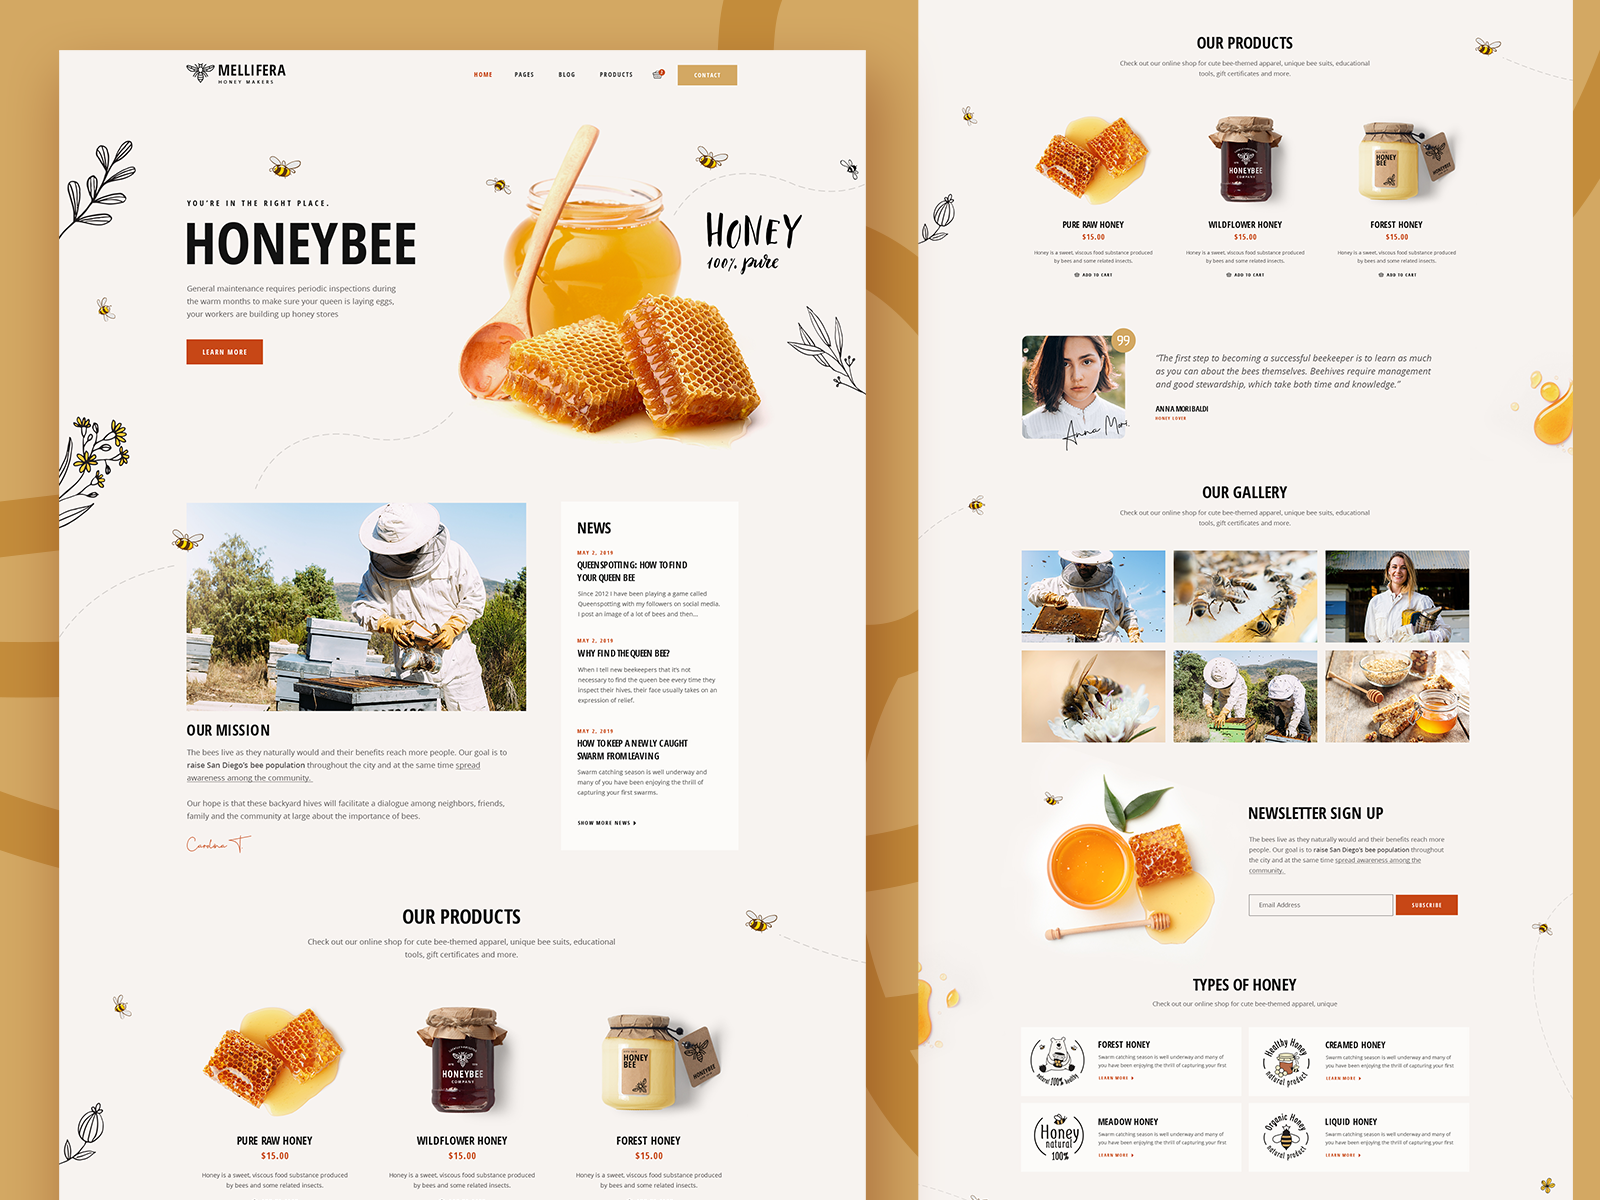 MELLIFERA
HONEY MAKERS
HOME
PAGES
BLOG
PRODUCTS
CONTACT
YOU'RE IN THE RIGHT PLACE.
HONEYBEE
General maintenance requires periodic inspections during
the warm months to make sure your queen is laying eggs,
your workers are building up honey stores
LEARN MORE
HONEY
100% pure
OUR MISSION
The bees live as they naturally would and their benefits reach more people. Our goal is to
raise San Diego's bee population throughout the city and at the same time spread
awareness among the community.
Our hope is that these backyard hives will facilitate a dialogue among neighbors, friends,
family and the community at large about the importance of bees.
Carolina T.
NEWS
MAY 2, 2019
QUEENSPOTTING: HOW TO FIND
YOUR QUEEN BEE
Since 2012 I have been playing a game called
Queenspotting with my followers on social media.
I post an image of a lot of bees and then...
MAY 2, 2019
WHY FIND THE QUEEN BEE?
When I tell new beekeepers that it's not
necessary to find the queen bee every time they
inspect their hives, their face usually takes on an
expression of relief.
MAY 2, 2019
HOW TO KEEP A NEWLY CAUGHT
SWARM FROM LEAVING
Swarm catching season is well underway and
many of you have been enjoying the thrill of
capturing your first swarms.
SHOW MORE NEWS
OUR PRODUCTS
Check out our online shop for cute bee-themed apparel, unique bee suits, educational
tools, gift certificates and more.
HONEYBEE
COMPANY
HONEY
BEE
HONEYBEE
PURE RAW HONEY
$15.00
Honey is a sweet, viscous food substance produced
by bees and some related insects.
WILDFLOWER HONEY
$15.00
Honey is a sweet, viscous food substance produced
by bees and some related insects.
FOREST HONEY
$15.00
Honey is a sweet, viscous food substance produced
by bees and some related insects.
OUR PRODUCTS
Check out our online shop for cute bee-themed apparel, unique bee suits, educational
tools, gift certificates and more.
HONEYBEE
COMPANY
HONEY
BEE
HONEYBEE
PURE RAW HONEY
$15.00
Honey is a sweet, viscous food substance produced
by bees and some related insects.
ADD TO CART
WILDFLOWER HONEY
$15.00
Honey is a sweet, viscous food substance produced
by bees and some related insects.
ADD TO CART
FOREST HONEY
$15.00
Honey is a sweet, viscous food substance produced
by bees and some related insects.
ADD TO CART
99
"The first step to becoming a successful beekeeper is to learn as much
as you can about the bees themselves. Beehives require management
and good stewardship, which take both time and knowledge."
ANNA MORIBALDI
HONEY COVER
Anna Mori.
OUR GALLERY
Check out our online shop for cute bee-themed apparel, unique bee suits, educational
tools, gift certificates and more.
NEWSLETTER SIGN UP
The bees live as they naturally would and their benefits reach more
people. Our goal is to raise San Diego's bee population throughout
the city and at the same time spread awareness among the
community.
Email Address
SUBSCRIBE
TYPES OF HONEY
Check out our online shop for cute bee-themed apparel, unique
natural 100% healthy
FOREST HONEY
Swarm catching season is well underway and many of
you have been enjoying the thrill of capturing your first
LEARN MORE
Healthy Honey
natural product
CREAMED HONEY
Swarm catching season is well underway and many of
you have been enjoying the thrill of capturing your first
LEARN MORE
Honey
natural
100%
MEADOW HONEY
Swarm catching season is well underway and many of
you have been enjoying the thrill of capturing your first
LEARN MORE
Organic Honey
natural product
LIQUID HONEY
Swarm catching season is well underway and many of
you have been enjoying the thrill of capturing your first
LEARN MORE